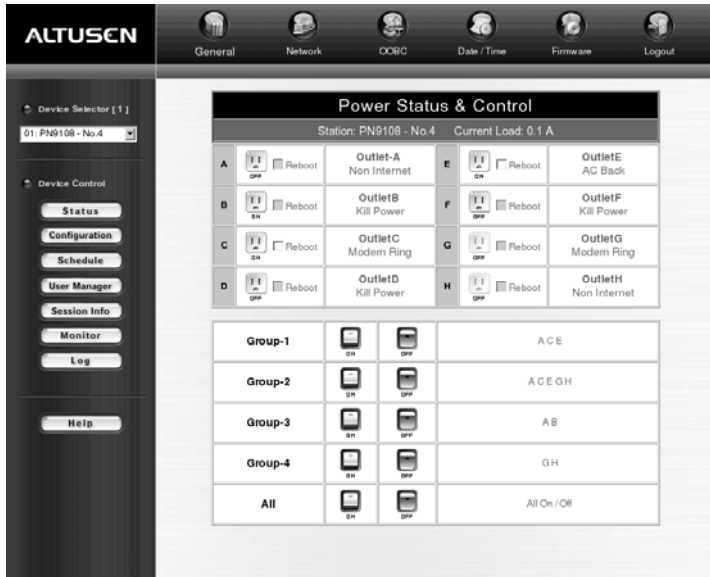 ALTUSEN
General Network OOBC Date / Time Firmware Logout
Device Selector [ 1 ]
01: PN9108 - No.4
Device Control
Status
Configuration
Schedule
User Manager
Session Info
Monitor
Log
Help
Power Status & Control
Station: PN9108 - No.4 Current Load: 0.1 A
A OFF Reboot Outlet-A Non Internet E ON Reboot OutletE AC Back
B ON Reboot OutletB Kill Power F OFF Reboot OutletF Kill Power
C ON Reboot OutletC Modem Ring G OFF Reboot OutletG Modem Ring
D OFF Reboot OutletD Kill Power H OFF Reboot OutletH Non Internet
Group-1 ON OFF A C E
Group-2 ON OFF A C E G H
Group-3 ON OFF A B
Group-4 ON OFF G H
All ON OFF All On / Off